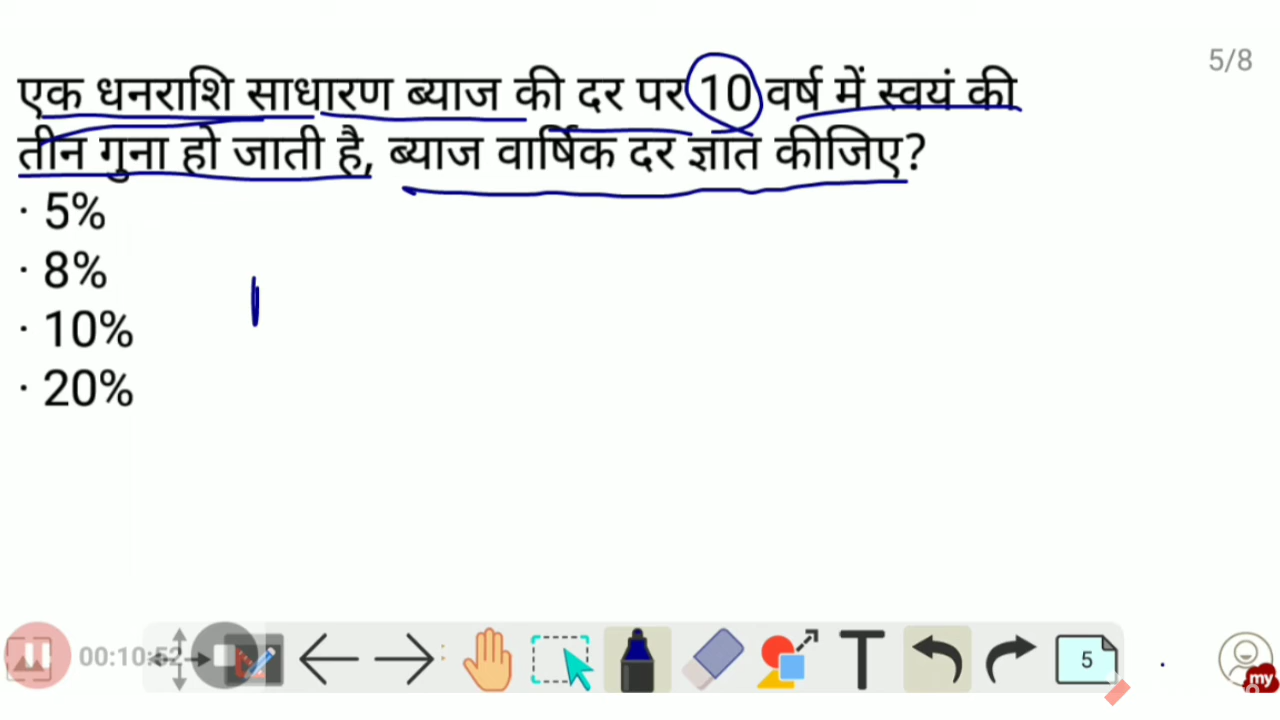 5/8
एक धनराशि साधारण ब्याज की दर पर 10 वर्ष में स्वयं की
तीन गुना हो जाती है, ब्याज वार्षिक दर ज्ञात कीजिए?
· 5%
· 8%
· 10%
· 20%
00:10:52
T
5
my